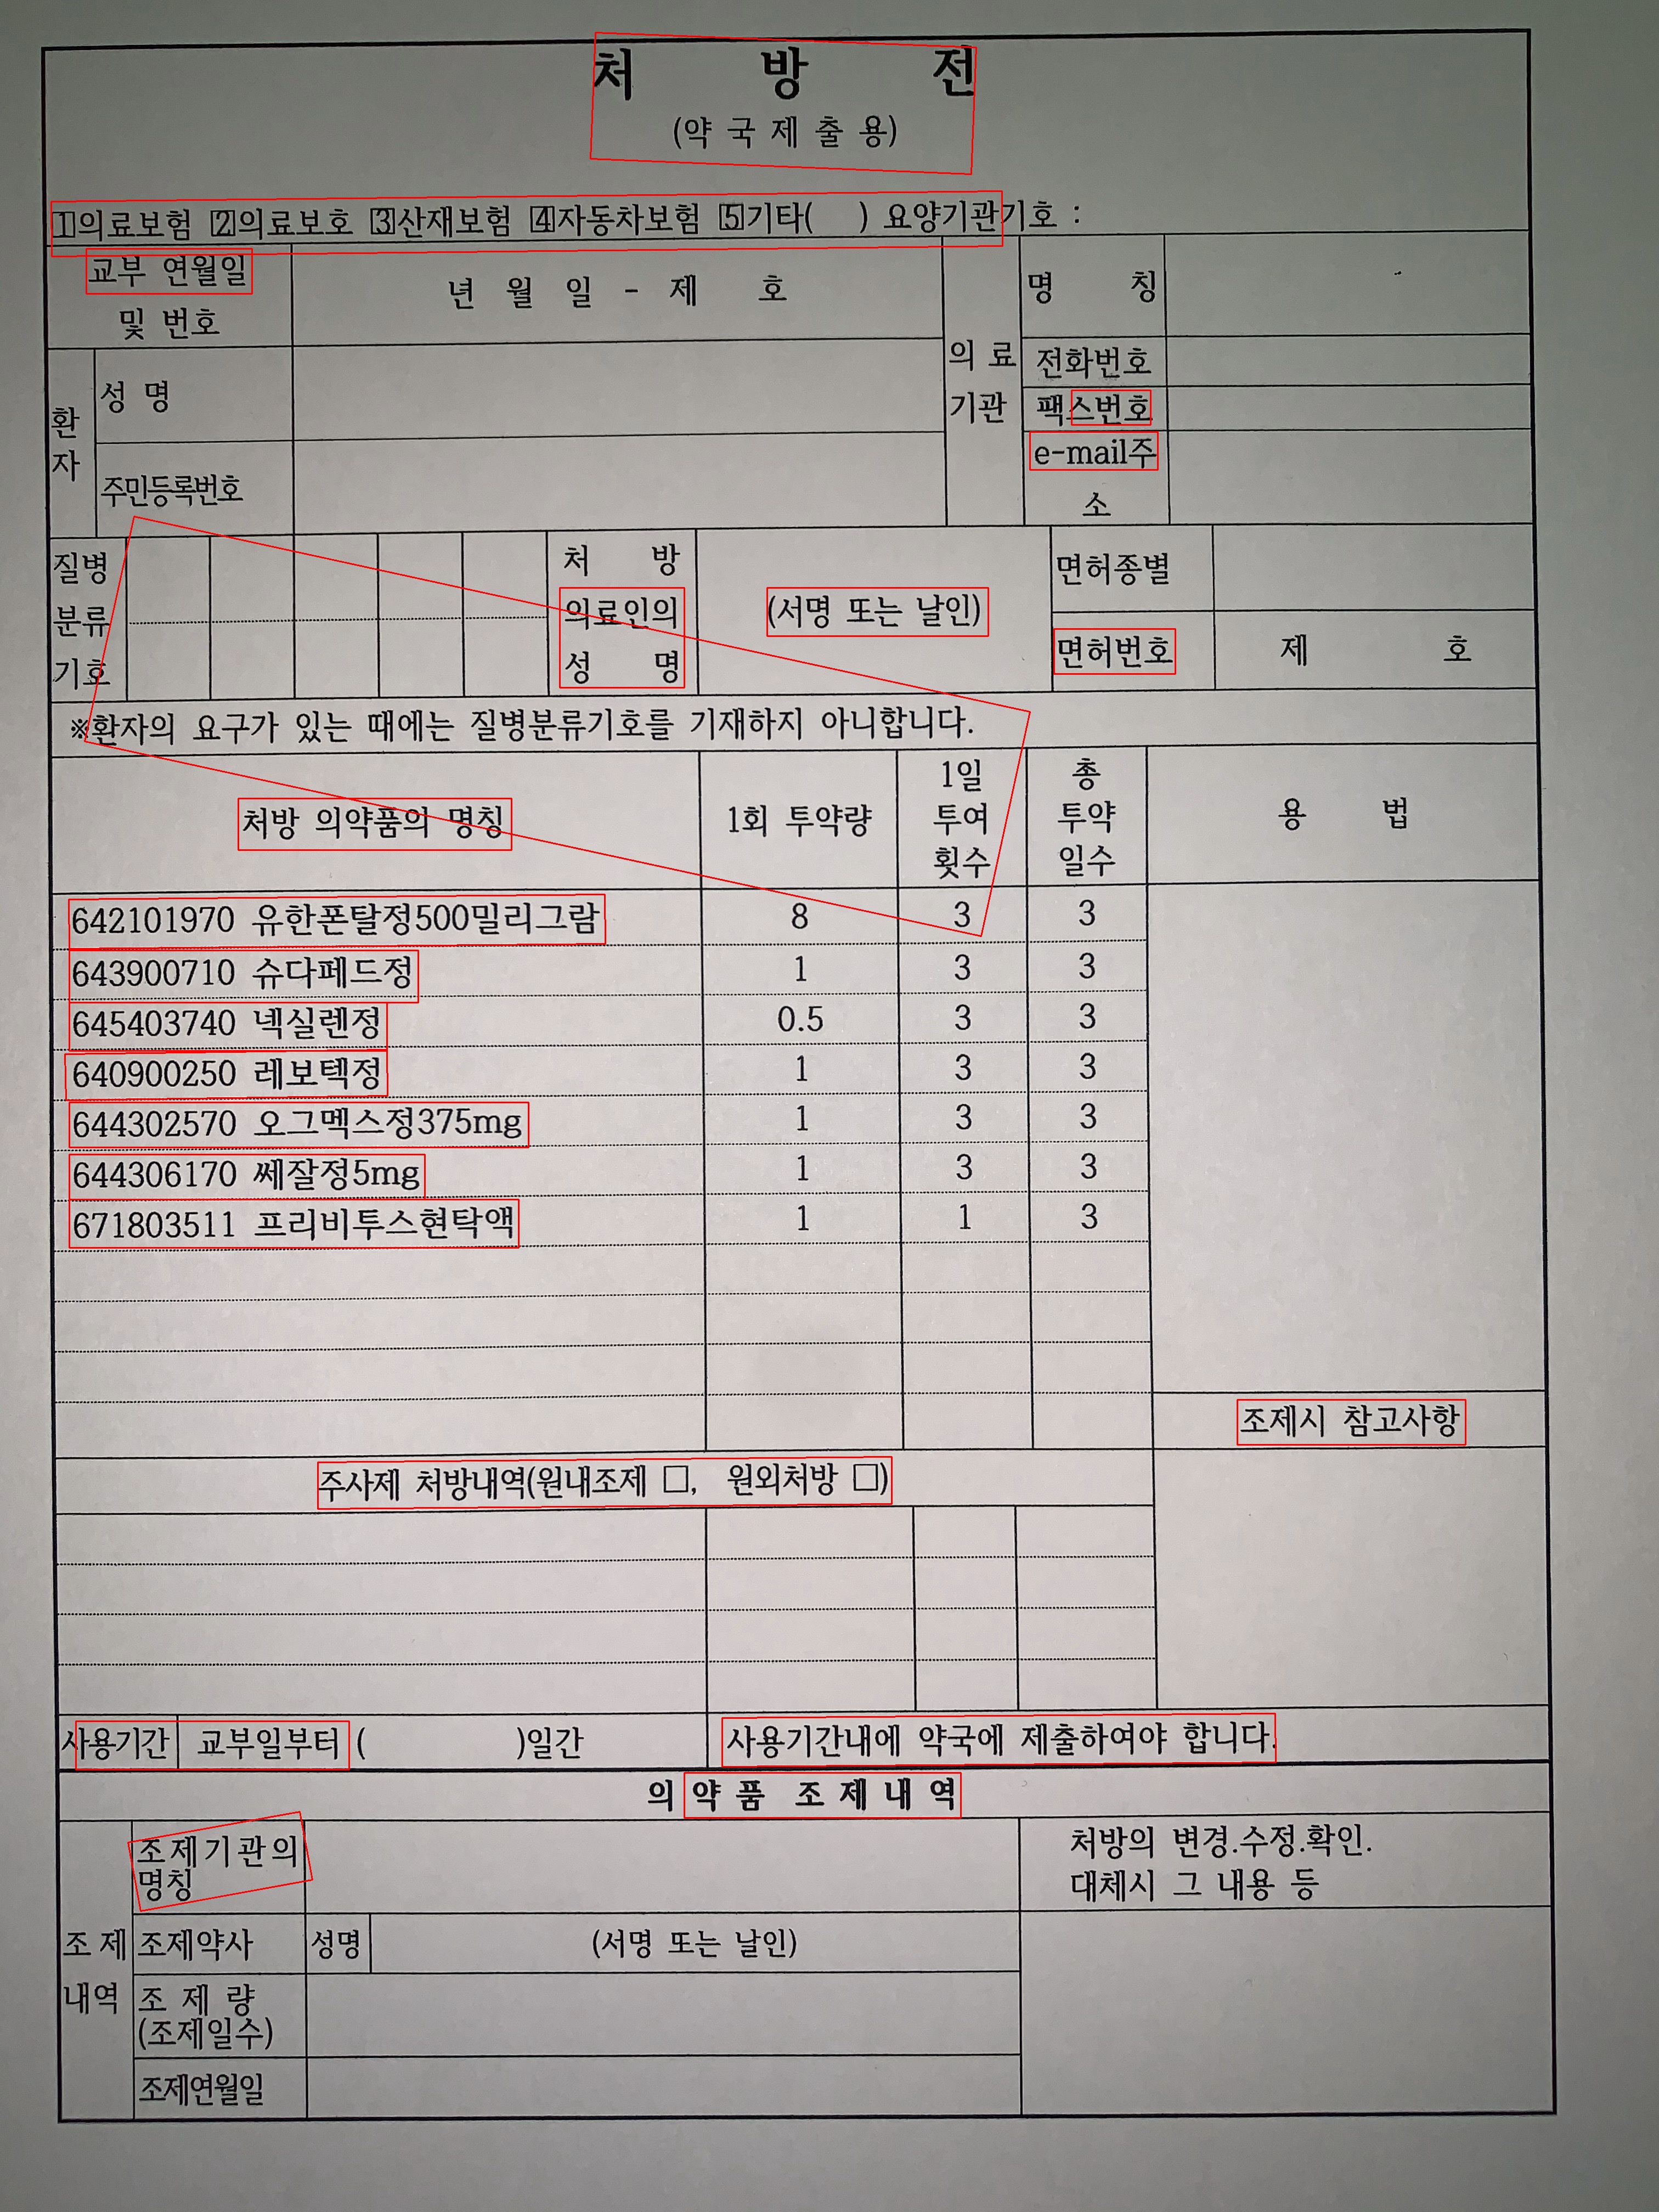 처 방 전
(약 국 제 출 용)
1의료보험 2의료보호 3산재보험 4자동차보험 5기타( ) 요양기관기호 :
교부 연월일
및 번호
년 월 일 - 제 호
의 료
기관
명 칭
전화번호
팩스번호
e-mail주
소
환
자
성 명
주민등록번호
질병
분류
기호
처 방
의료인의
성 명
(서명 또는 날인)
면허종별
면허번호
제 호
※환자의 요구가 있는 때에는 질병분류기호를 기재하지 아니합니다.
처방 의약품의 명칭
1회 투약량
1일
투여
횟수
총
투약
일수
용 법
642101970 유한폰탈정500밀리그람 8 3 3
643900710 슈다페드정 1 3 3
645403740 넥실렌정 0.5 3 3
640900250 레보텍정 1 3 3
644302570 오그멕스정375mg 1 3 3
644306170 쎄잘정5mg 1 3 3
671803511 프리비투스현탁액 1 1 3
조제시 참고사항
주사제 처방내역(원내조제 □, 원외처방 □)
사용기간 교부일부터 ( )일간 사용기간내에 약국에 제출하여야 합니다.
의 약 품 조 제 내 역
조 제
내역
조제기관의
명칭
처방의 변경.수정.확인.
대체시 그 내용 등
조제약사 성명 (서명 또는 날인)
조 제 량
(조제일수)
조제연월일